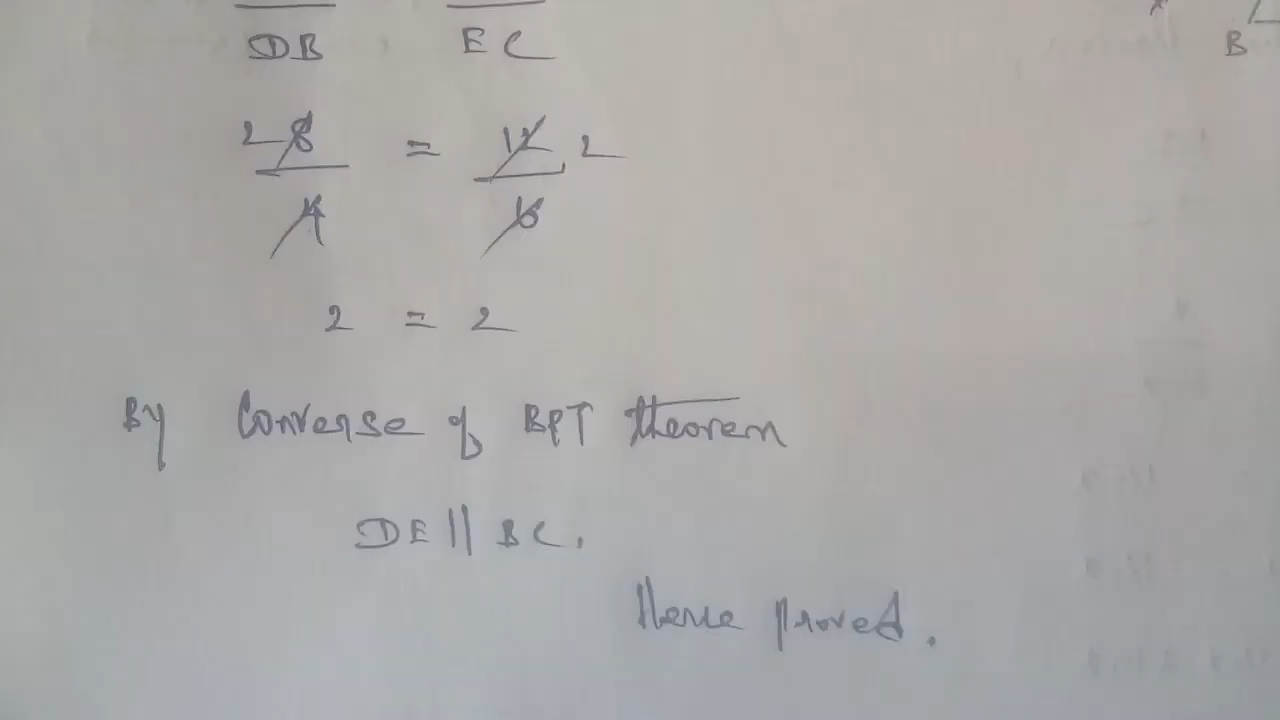 DB EC B
2 8 = 12 2
4 6
2 = 2
By Converse of BPT theorem
DE || BC.
Hence proved.